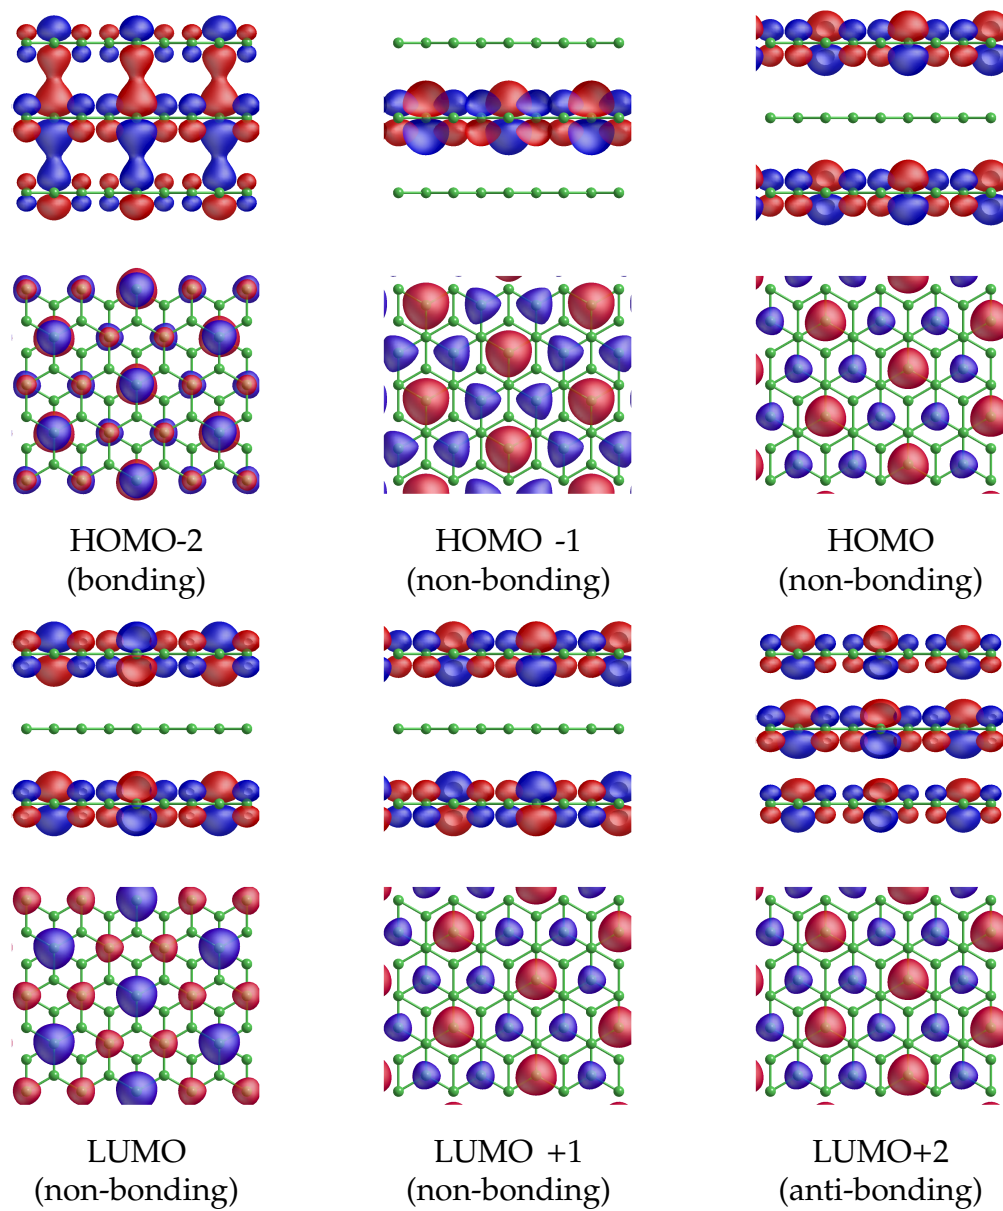 HOMO-2
(bonding)
HOMO -1
(non-bonding)
HOMO
(non-bonding)
LUMO
(non-bonding)
LUMO +1
(non-bonding)
LUMO+2
(anti-bonding)